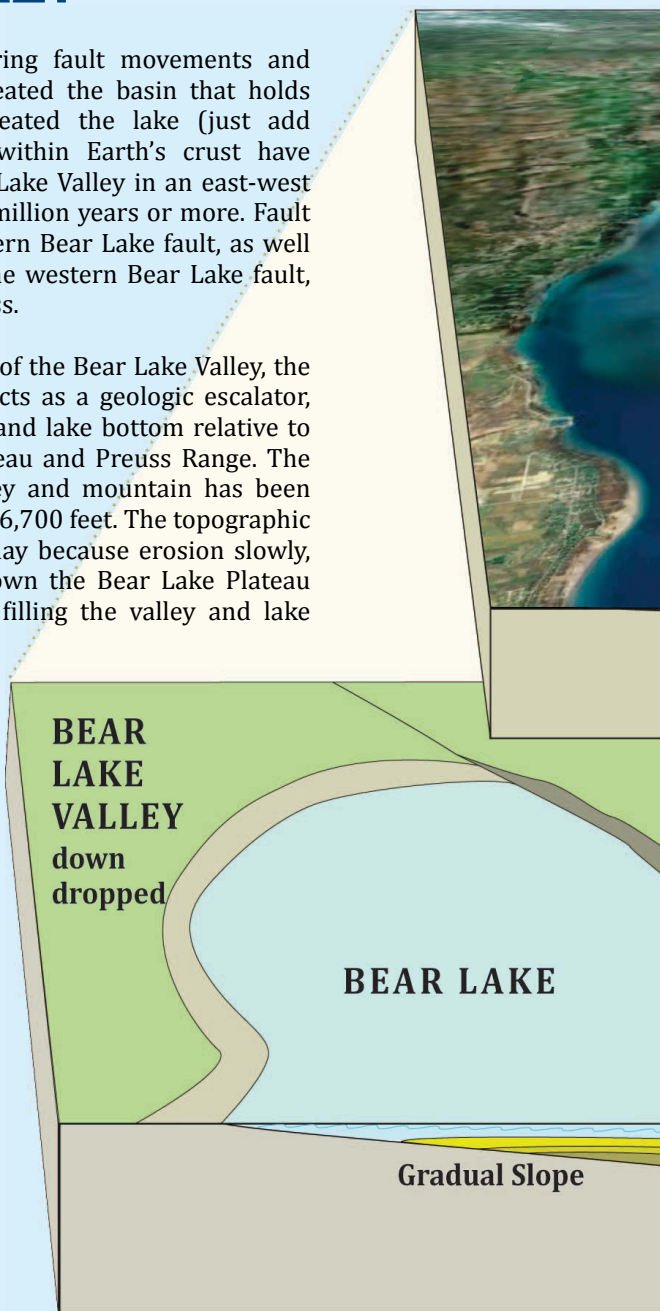 ring fault movements and
eated the basin that holds
eated the lake (just add
within Earth's crust have
Lake Valley in an east-west
million years or more. Fault
ern Bear Lake fault, as well
ne western Bear Lake fault,
ss.
of the Bear Lake Valley, the
cts as a geologic escalator,
and lake bottom relative to
eau and Preuss Range. The
ey and mountain has been
6,700 feet. The topographic
lay because erosion slowly,
own the Bear Lake Plateau
filling the valley and lake
BEAR
LAKE
VALLEY
down
dropped
BEAR LAKE
Gradual Slope